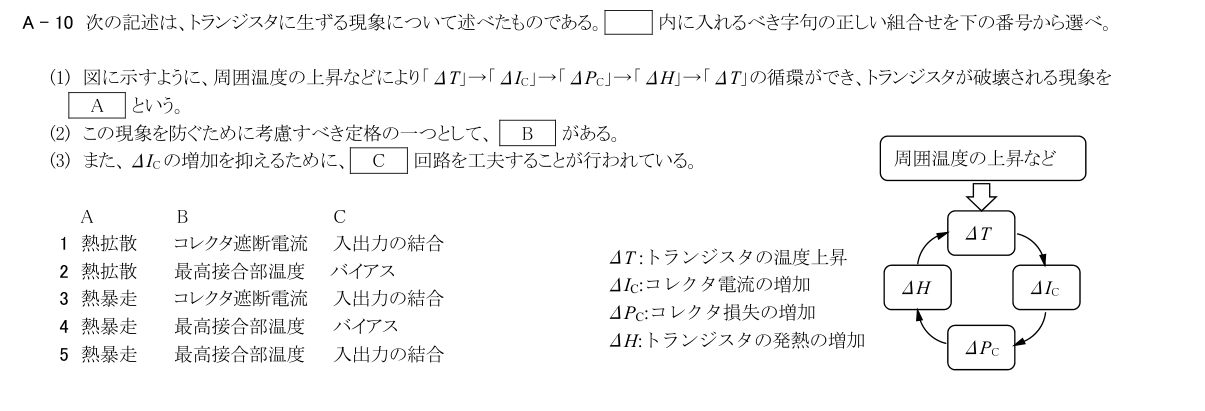 A－10 次の記述は、トランジスタに生ずる現象について述べたものである。 内に入れるべき字句の正しい組合せを下の番号から選べ。
(1) 図に示すように、周囲温度の上昇などにより「ΔT」→「ΔIC」→「ΔPC」→「ΔH」→「ΔT」の循環ができ、トランジスタが破壊される現象を
A という。
(2) この現象を防ぐために考慮すべき定格の一つとして、 B がある。
(3) また、ΔICの増加を抑えるために、 C 回路を工夫することが行われている。
A B C
1 熱拡散 コレクタ遮断電流 入出力の結合
2 熱拡散 最高接合部温度 バイアス
3 熱暴走 コレクタ遮断電流 入出力の結合
4 熱暴走 最高接合部温度 バイアス
5 熱暴走 最高接合部温度 入出力の結合
ΔT:トランジスタの温度上昇
ΔIC:コレクタ電流の増加
ΔPC:コレクタ損失の増加
ΔH:トランジスタの発熱の増加
周囲温度の上昇など
ΔT
ΔH ΔIC
ΔPC